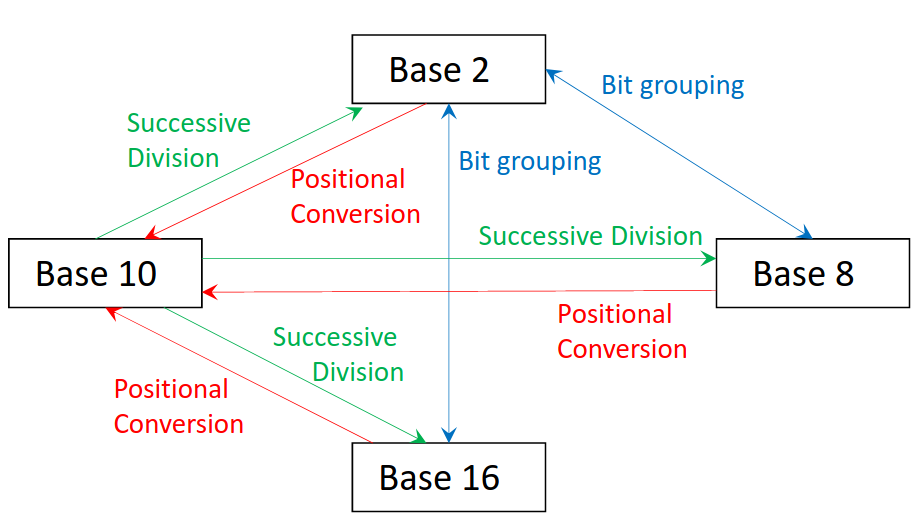 Base 2
Bit grouping
Successive
Division
Bit grouping
Positional
Conversion
Successive Division
Base 10
Base 8
Positional
Conversion
Successive
Division
Positional
Conversion
Base 16